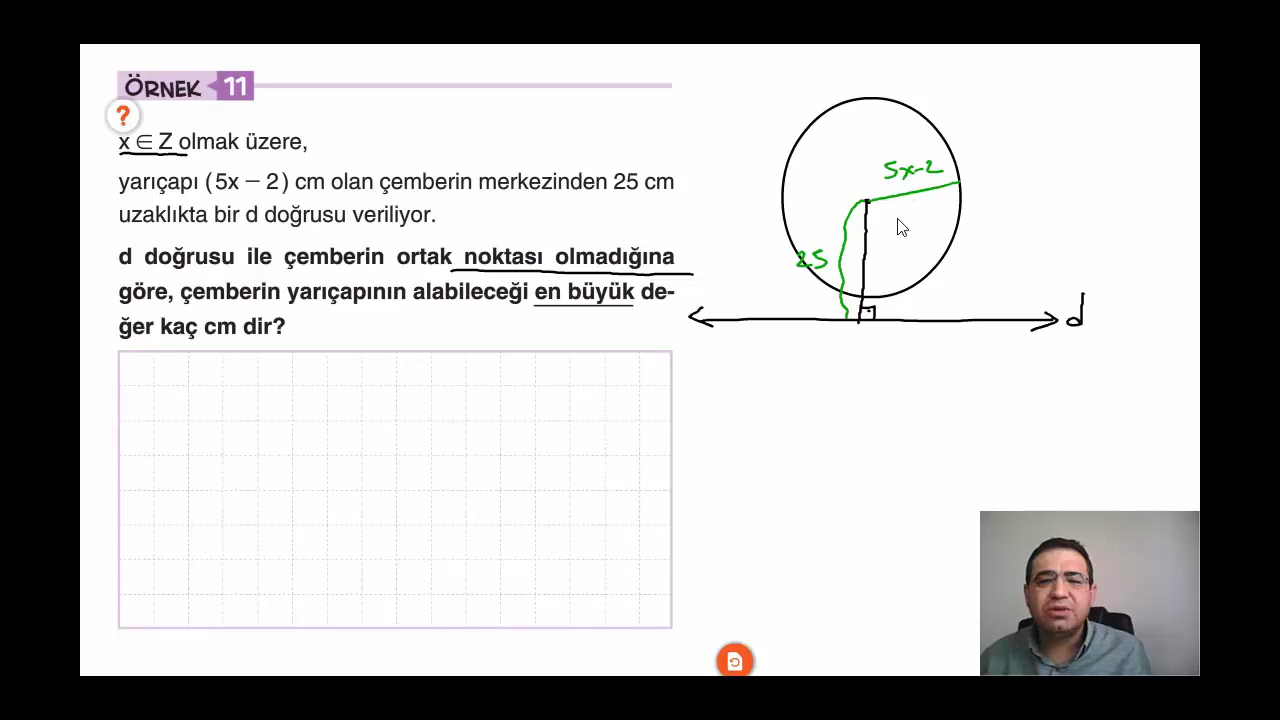 ÖRNEK 11
?
x ∈ Z olmak üzere,
yarıçapı (5x − 2) cm olan çemberin merkezinden 25 cm
uzaklıkta bir d doğrusu veriliyor.
d doğrusu ile çemberin ortak noktası olmadığına
göre, çemberin yarıçapının alabileceği en büyük de-
ğer kaç cm dir?
5x-2
25
d